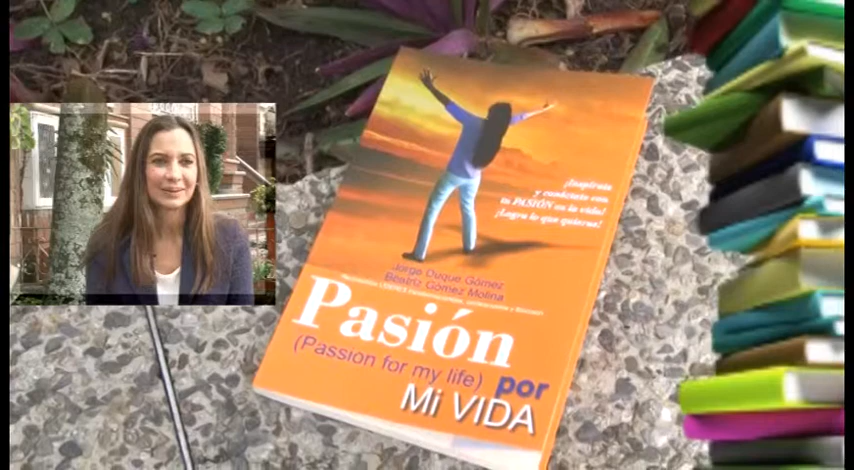 ¡Inspírate
y conéctate con
tu PASIÓN en la vida!
¡Logra lo que quieras!
Jorge Duque Gómez
Beatriz Gómez Molina
Pasión
(Passion for my life) por
Mi VIDA